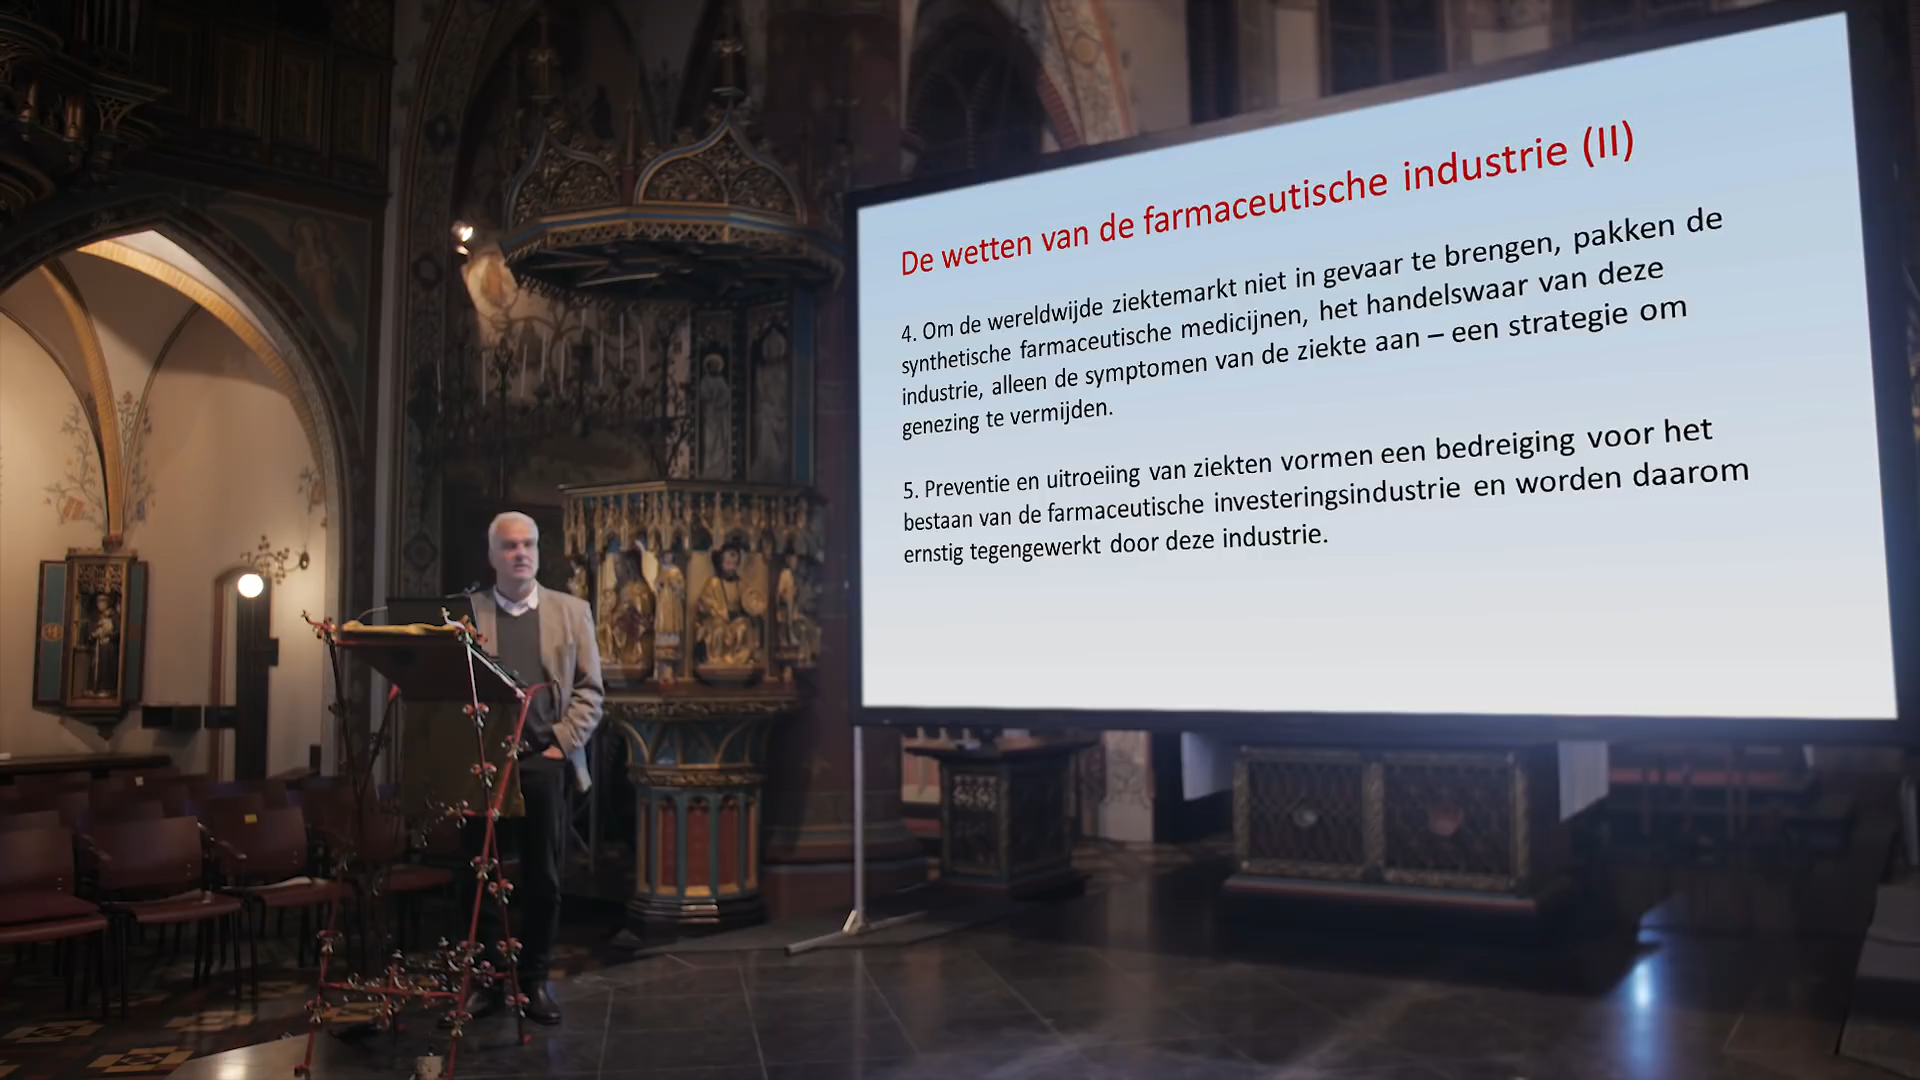 De wetten van de farmaceutische industrie (II)
4. Om de wereldwijde ziektemarkt niet in gevaar te brengen, pakken de
synthetische farmaceutische medicijnen, het handelswaar van deze
industrie, alleen de symptomen van de ziekte aan – een strategie om
genezing te vermijden.
5. Preventie en uitroeiing van ziekten vormen een bedreiging voor het
bestaan van de farmaceutische investeringsindustrie en worden daarom
ernstig tegengewerkt door deze industrie.